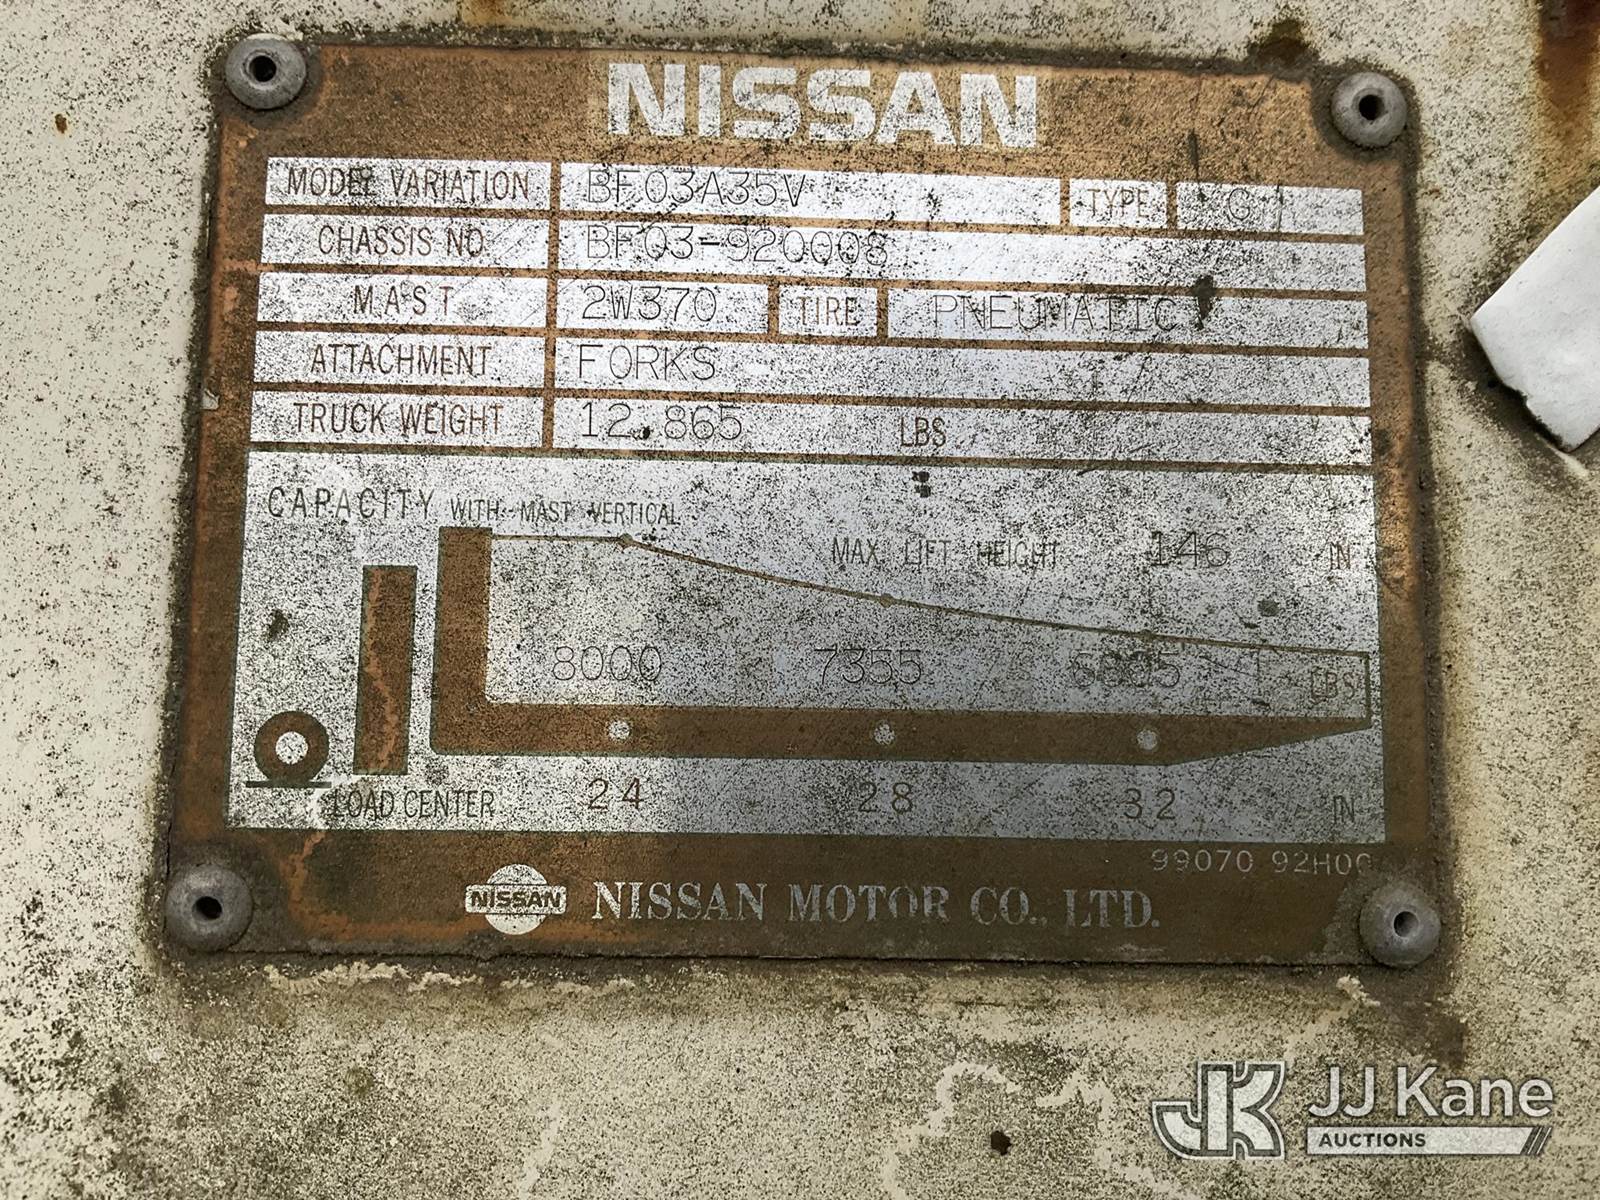 NISSAN
MODEL VARIATION BF03A35V TYPE G
CHASSIS NO BF03-920008
MAST 2W370 TIRE PNEUMATIC
ATTACHMENT FORKS
TRUCK WEIGHT 12,865 LBS
CAPACITY WITH MAST VERTICAL
MAX. LIFT HEIGHT 146 IN
8000 7355 LBS
LOAD CENTER 24 28 32 IN
99070 92H00
NISSAN NISSAN MOTOR CO., LTD.
JK JJ Kane
AUCTIONS